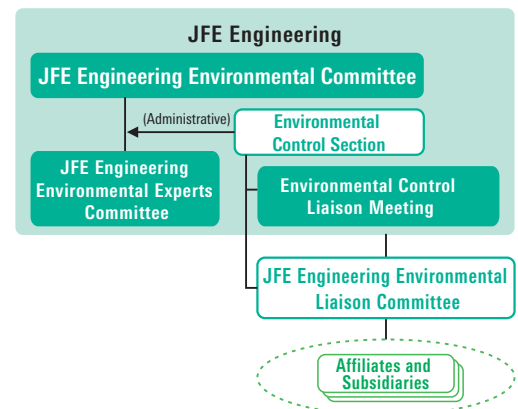 JFE Engineering
JFE Engineering Environmental Committee
(Administrative)
Environmental
Control Section
JFE Engineering
Environmental Experts
Committee
Environmental Control
Liaison Meeting
JFE Engineering Environmental
Liaison Committee
Affiliates and
Subsidiaries